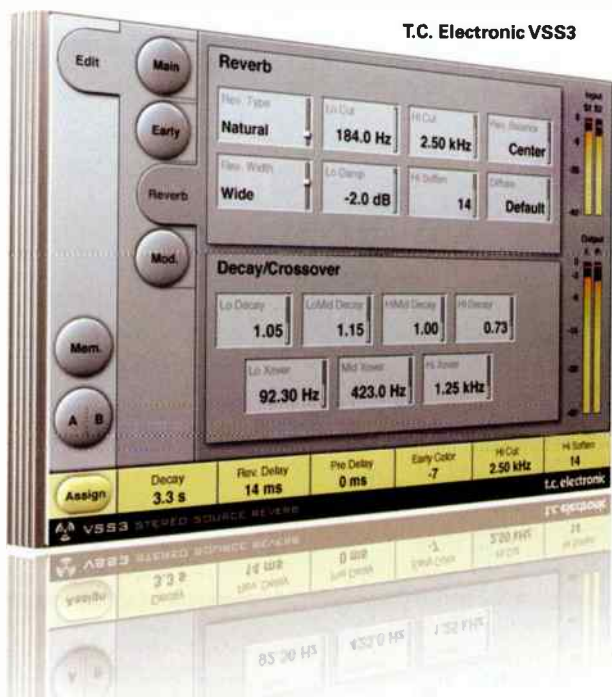 T.C. Electronic VSS3
Edit
Main
Early
Reverb
Mod.
Mem.
A B
Assign
Reverb
Rev. Type
Natural
Lo Cut
184.0 Hz
Hi Cut
2.50 kHz
Rev. Balance
Center
Rev. Width
Wide
Lo Damp
-2.0 dB
Hi Soften
14
Diffuse
Default
Decay/Crossover
Lo Decay
1.05
LoMid Decay
1.15
HiMid Decay
1.00
Hi Decay
0.73
Lo Xover
92.30 Hz
Mid Xover
423.0 Hz
Hi Xover
1.25 kHz
Input
Output
Decay
3.3 s
Rev. Delay
14 ms
Pre Delay
0 ms
Early Color
-7
Hi Cut
2.50 kHz
Hi Soften
14
t.c. electronic
VSS3 STEREO SOURCE REVERB